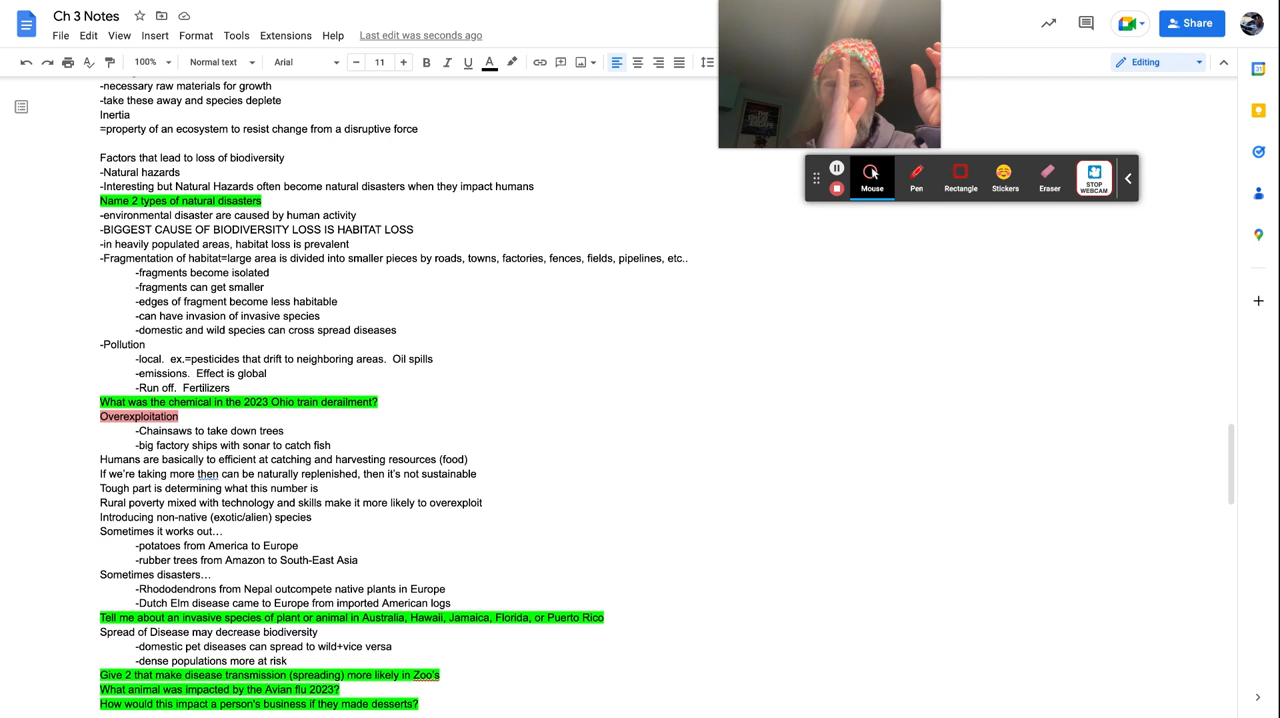 Ch 3 Notes
File Edit View Insert Format Tools Extensions Help Last edit was seconds ago
Share
100% Normal text Arial 11 B I U A Editing
-necessary raw materials for growth
-take these away and species deplete
Inertia
=property of an ecosystem to resist change from a disruptive force
Factors that lead to loss of biodiversity
-Natural hazards
-Interesting but Natural Hazards often become natural disasters when they impact humans
Name 2 types of natural disasters
-environmental disaster are caused by human activity
-BIGGEST CAUSE OF BIODIVERSITY LOSS IS HABITAT LOSS
-in heavily populated areas, habitat loss is prevalent
-Fragmentation of habitat=large area is divided into smaller pieces by roads, towns, factories, fences, fields, pipelines, etc..
-fragments become isolated
-fragments can get smaller
-edges of fragment become less habitable
-can have invasion of invasive species
-domestic and wild species can cross spread diseases
-Pollution
-local. ex.=pesticides that drift to neighboring areas. Oil spills
-emissions. Effect is global
-Run off. Fertilizers
What was the chemical in the 2023 Ohio train derailment?
Overexploitation
-Chainsaws to take down trees
-big factory ships with sonar to catch fish
Humans are basically to efficient at catching and harvesting resources (food)
If we're taking more then can be naturally replenished, then it's not sustainable
Tough part is determining what this number is
Rural poverty mixed with technology and skills make it more likely to overexploit
Introducing non-native (exotic/alien) species
Sometimes it works out…
-potatoes from America to Europe
-rubber trees from Amazon to South-East Asia
Sometimes disasters…
-Rhododendrons from Nepal outcompete native plants in Europe
-Dutch Elm disease came to Europe from imported American logs
Tell me about an invasive species of plant or animal in Australia, Hawaii, Jamaica, Florida, or Puerto Rico
Spread of Disease may decrease biodiversity
-domestic pet diseases can spread to wild+vice versa
-dense populations more at risk
Give 2 that make disease transmission (spreading) more likely in Zoo's
What animal was impacted by the Avian flu 2023?
How would this impact a person's business if they made desserts?
Mouse Pen Rectangle Stickers Eraser STOP WEBCAM